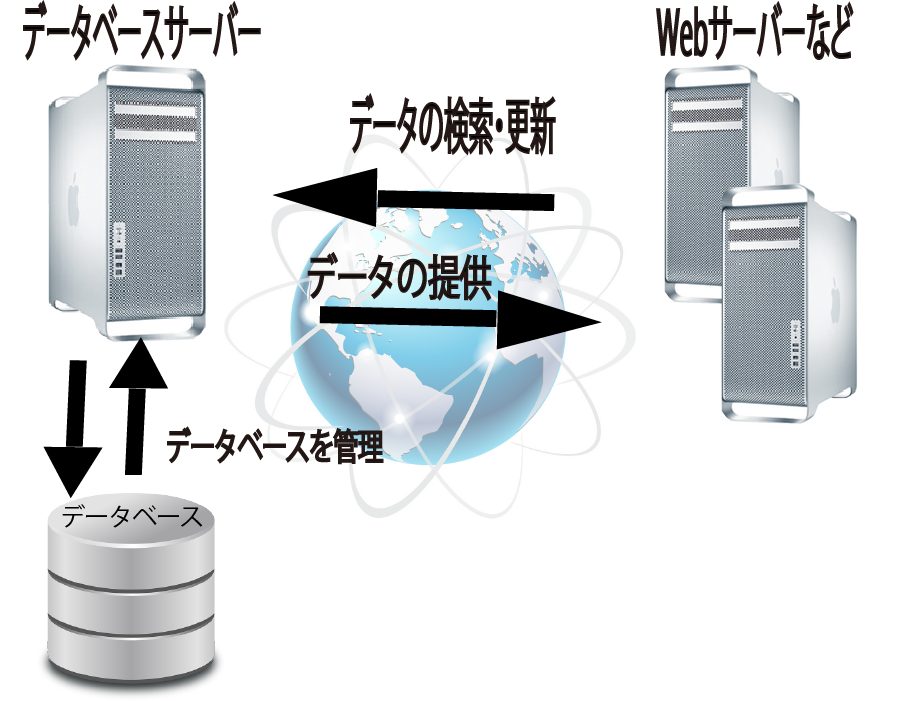 データベースサーバー
Webサーバーなど
データの検索・更新
データの提供
データベースを管理
データベース